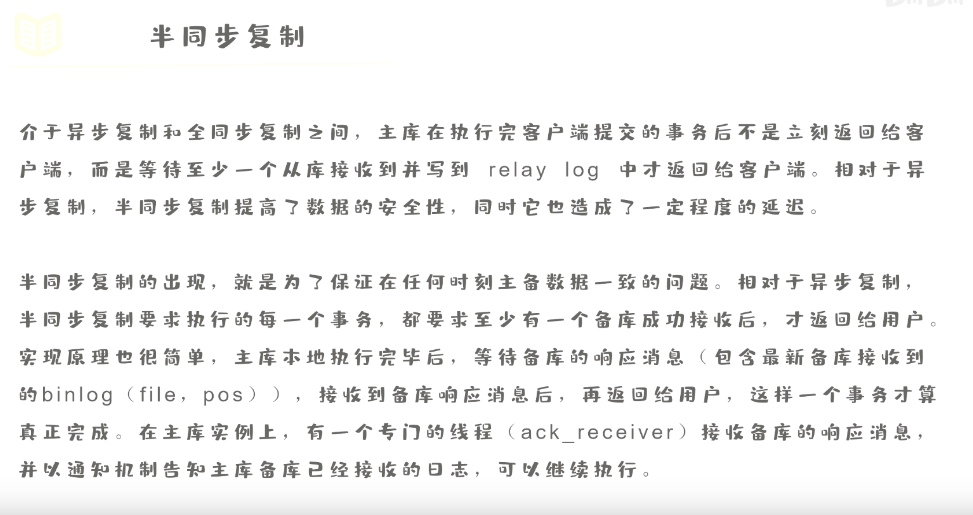 半同步复制
介于异步复制和全同步复制之间，主库在执行完客户端提交的事务后不是立刻返回给客
户端，而是等待至少一个从库接收到并写到 relay log 中才返回给客户端。相对于异
步复制，半同步复制提高了数据的安全性，同时它也造成了一定程度的延迟。
半同步复制的出现，就是为了保证在任何时刻主备数据一致的问题。相对于异步复制，
半同步复制要求执行的每一个事务，都要求至少有一个备库成功接收后，才返回给用户。
实现原理也很简单，主库本地执行完毕后，等待备库的响应消息（包含最新备库接收到
的binlog（file，pos）），接收到备库响应消息后，再返回给用户，这样一个事务才算
真正完成。在主库实例上，有一个专门的线程（ack_receiver）接收备库的响应消息，
并以通知机制告知主库备库已经接收的日志，可以继续执行。